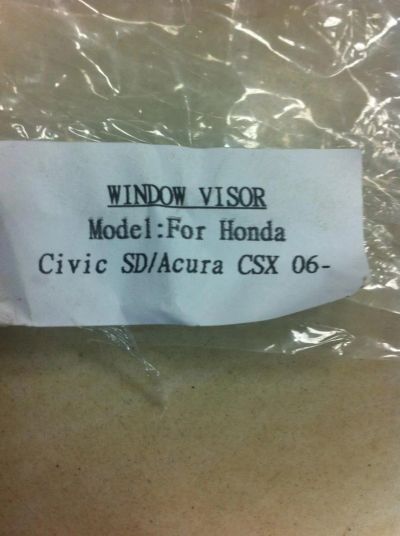 WINDOW VISOR
Model:For Honda
Civic SD/Acura CSX 06-